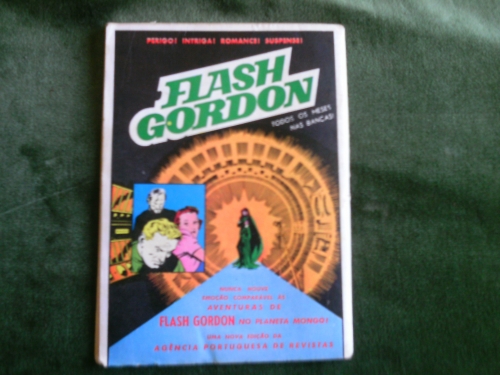 PERIGO! INTRIGA! ROMANCE! SUSPENSE!
FLASH
GORDON
TODOS OS MESES
NAS BANCAS!
AVENTURAS DE
FLASH GORDON NO PLANETA MONGO!
UMA NOVA EDIÇÃO DA
AGÊNCIA PORTUGUESA DE REVISTAS